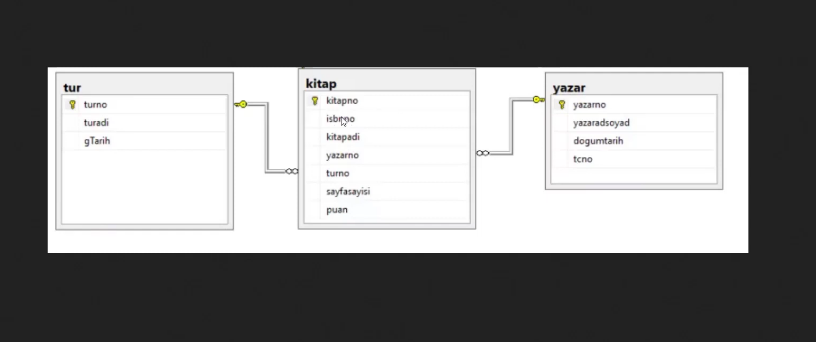 tur
turno
turadi
gTarih
kitap
kitapno
isbnno
kitapadi
yazarno
turno
sayfasayisi
puan
yazar
yazarno
yazaradsoyad
dogumtarih
tcno